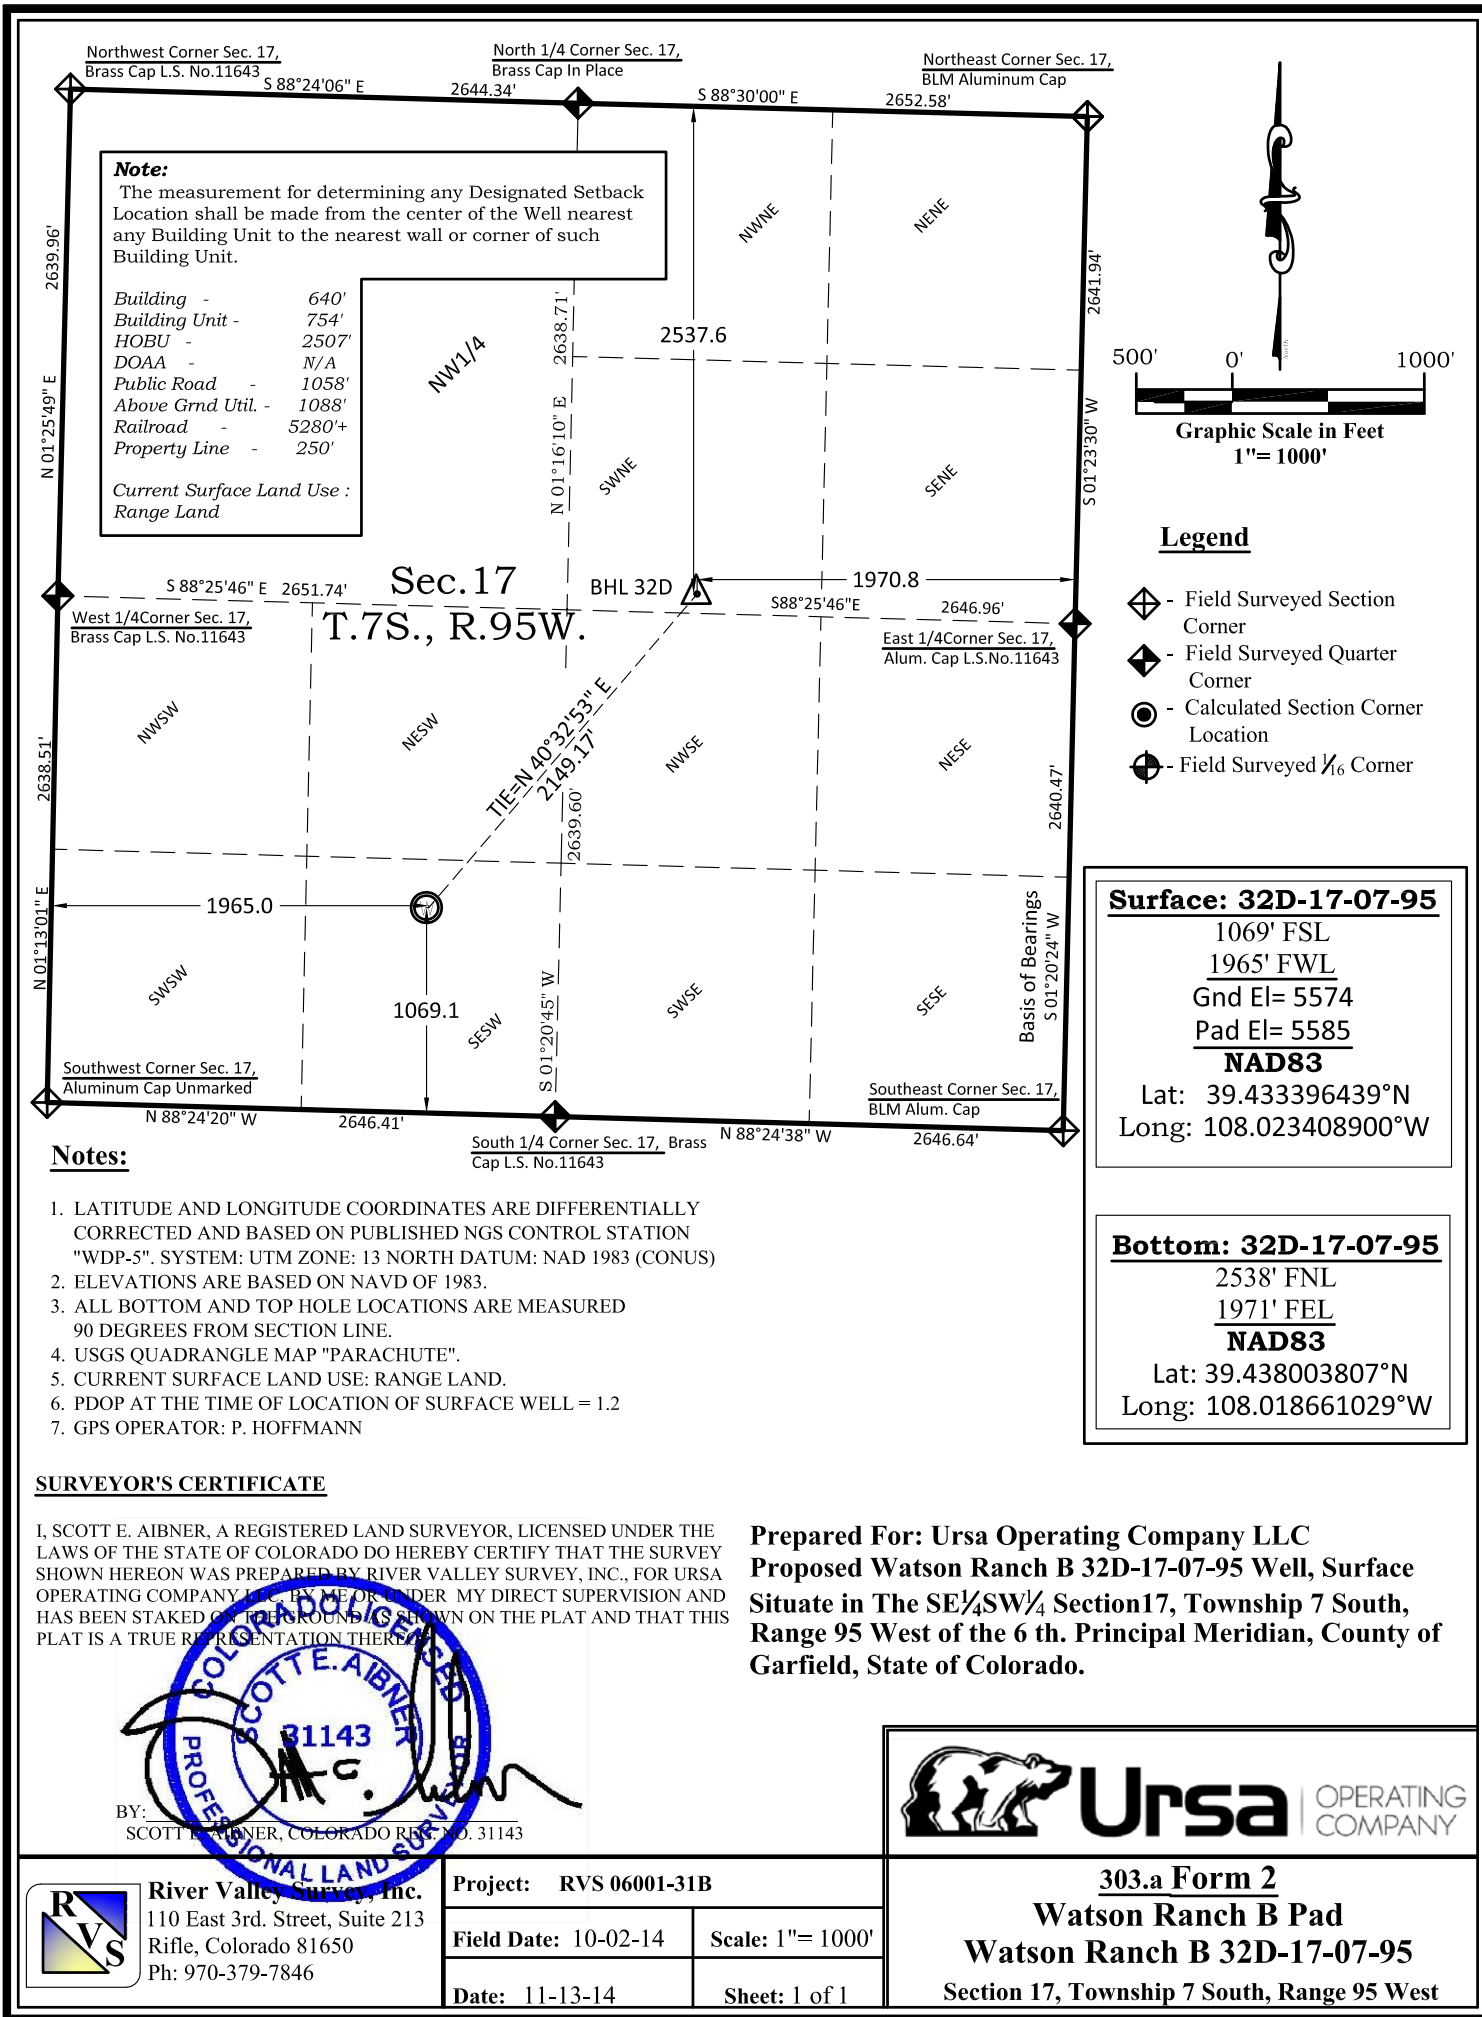 Northwest Corner Sec. 17,
Brass Cap L.S. No.11643
S 88°24'06" E
2644.34'
North 1/4 Corner Sec. 17,
Brass Cap In Place
S 88°30'00" E
2652.58'
Northeast Corner Sec. 17,
BLM Aluminum Cap
Note:
The measurement for determining any Designated Setback
Location shall be made from the center of the Well nearest
any Building Unit to the nearest wall or corner of such
Building Unit.
Building - 640'
Building Unit - 754'
HOBU - 2507'
DOAA - N/A
Public Road - 1058'
Above Grnd Util. - 1088'
Railroad - 5280'+
Property Line - 250'
Current Surface Land Use :
Range Land
2639.96'
N 01°25'49" E
NW1/4
N 01°16'10" E 2638.71'
2537.6
NWNE
NENE
SWNE
SENE
2641.94'
S 01°23'30" W
North
500' 0' 1000'
Graphic Scale in Feet
1"= 1000'
Legend
- Field Surveyed Section
Corner
- Field Surveyed Quarter
Corner
- Calculated Section Corner
Location
- Field Surveyed 1/16 Corner
S 88°25'46" E 2651.74'
Sec.17
T.7S., R.95W.
BHL 32D
1970.8
S88°25'46"E
2646.96'
West 1/4Corner Sec. 17,
Brass Cap L.S. No.11643
East 1/4Corner Sec. 17,
Alum. Cap L.S.No.11643
NWSW
NESW
NWSE
NESE
TIE=N 40°32'53" E
2149.17'
2638.51'
N 01°13'01" E
2639.60'
S 01°20'45" W
2640.47'
Basis of Bearings
S 01°20'24" W
1965.0
1069.1
SWSW
SESW
SWSE
SESE
Southwest Corner Sec. 17,
Aluminum Cap Unmarked
N 88°24'20" W
2646.41'
South 1/4 Corner Sec. 17, Brass
Cap L.S. No.11643
N 88°24'38" W
2646.64'
Southeast Corner Sec. 17,
BLM Alum. Cap
Surface: 32D-17-07-95
1069' FSL
1965' FWL
Gnd El= 5574
Pad El= 5585
NAD83
Lat: 39.433396439°N
Long: 108.023408900°W
Bottom: 32D-17-07-95
2538' FNL
1971' FEL
NAD83
Lat: 39.438003807°N
Long: 108.018661029°W
Notes:
1. LATITUDE AND LONGITUDE COORDINATES ARE DIFFERENTIALLY
CORRECTED AND BASED ON PUBLISHED NGS CONTROL STATION
"WDP-5". SYSTEM: UTM ZONE: 13 NORTH DATUM: NAD 1983 (CONUS)
2. ELEVATIONS ARE BASED ON NAVD OF 1983.
3. ALL BOTTOM AND TOP HOLE LOCATIONS ARE MEASURED
90 DEGREES FROM SECTION LINE.
4. USGS QUADRANGLE MAP "PARACHUTE".
5. CURRENT SURFACE LAND USE: RANGE LAND.
6. PDOP AT THE TIME OF LOCATION OF SURFACE WELL = 1.2
7. GPS OPERATOR: P. HOFFMANN
SURVEYOR'S CERTIFICATE
I, SCOTT E. AIBNER, A REGISTERED LAND SURVEYOR, LICENSED UNDER THE
LAWS OF THE STATE OF COLORADO DO HEREBY CERTIFY THAT THE SURVEY
SHOWN HEREON WAS PREPARED BY RIVER VALLEY SURVEY, INC., FOR URSA
OPERATING COMPANY LLC, BY ME OR UNDER MY DIRECT SUPERVISION AND
HAS BEEN STAKED ON THE GROUND AS SHOWN ON THE PLAT AND THAT THIS
PLAT IS A TRUE REPRESENTATION THEREOF.
COLORADO LICENSED
SCOTT E. AIBNER
31143
PROFESSIONAL LAND SURVEYOR
BY:
SCOTT E. AIBNER, COLORADO REG. NO. 31143
Prepared For: Ursa Operating Company LLC
Proposed Watson Ranch B 32D-17-07-95 Well, Surface
Situate in The SE1/4SW1/4 Section17, Township 7 South,
Range 95 West of the 6 th. Principal Meridian, County of
Garfield, State of Colorado.
Ursa OPERATING
COMPANY
RVS
River Valley Survey, Inc.
110 East 3rd. Street, Suite 213
Rifle, Colorado 81650
Ph: 970-379-7846
Project: RVS 06001-31B
Field Date: 10-02-14
Scale: 1"= 1000'
Date: 11-13-14
Sheet: 1 of 1
303.a Form 2
Watson Ranch B Pad
Watson Ranch B 32D-17-07-95
Section 17, Township 7 South, Range 95 West